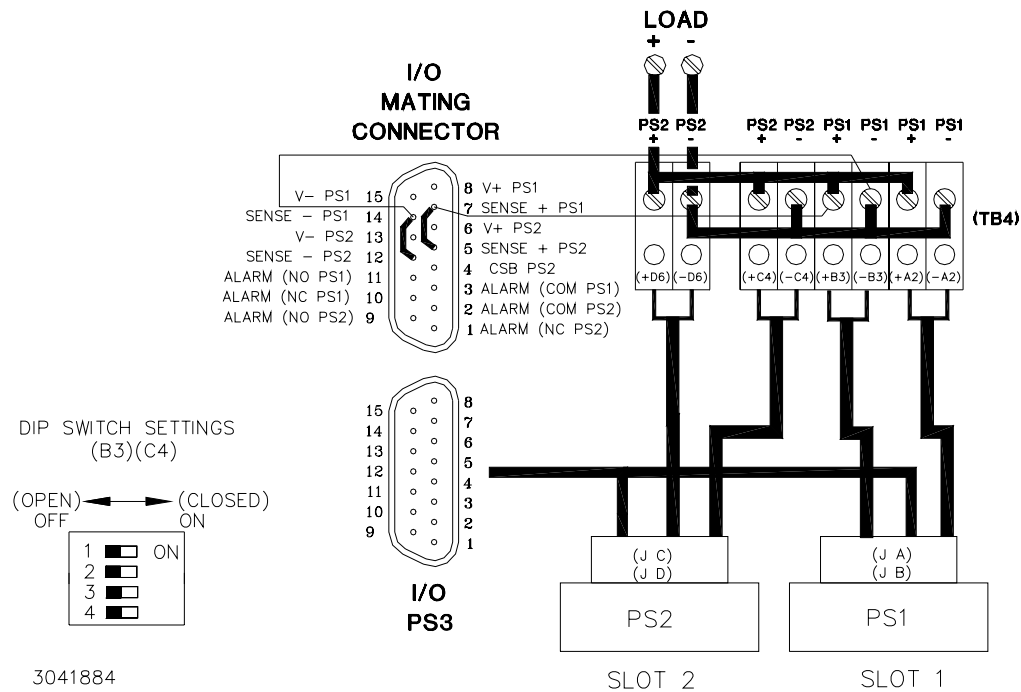 LOAD
+ -
I/O
MATING
CONNECTOR
PS2 PS2 PS2 PS2 PS1 PS1 PS1 PS1
+ - + - + - + -
V- PS1 15
SENSE - PS1 14
V- PS2 13
SENSE - PS2 12
ALARM (NO PS1) 11
ALARM (NC PS1) 10
ALARM (NO PS2) 9
8 V+ PS1
7 SENSE + PS1
6 V+ PS2
5 SENSE + PS2
4 CSB PS2
3 ALARM (COM PS1)
2 ALARM (COM PS2)
1 ALARM (NC PS2)
(TB4)
(+D6) (-D6) (+C4) (-C4) (+B3) (-B3) (+A2) (-A2)
15
14
13
12
11
10
9
8
7
6
5
4
3
2
1
I/O
PS3
DIP SWITCH SETTINGS
(B3)(C4)
(OPEN) (CLOSED)
OFF ON
1 ON
2
3
4
(J C)
(J D)
PS2
SLOT 2
(J A)
(J B)
PS1
SLOT 1
3041884